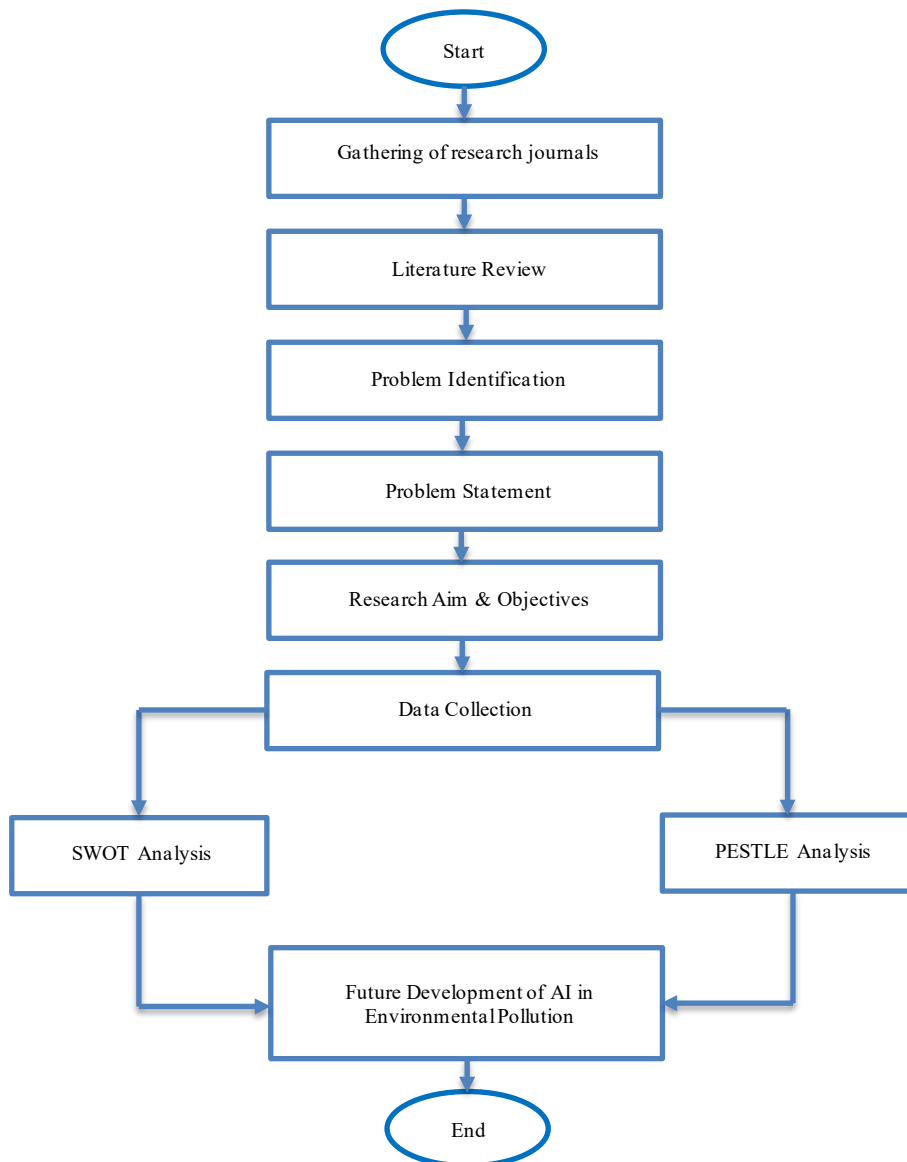 Start
Gathering of research journals
Literature Review
Problem Identification
Problem Statement
Research Aim & Objectives
Data Collection
SWOT Analysis
PESTLE Analysis
Future Development of AI in
Environmental Pollution
End